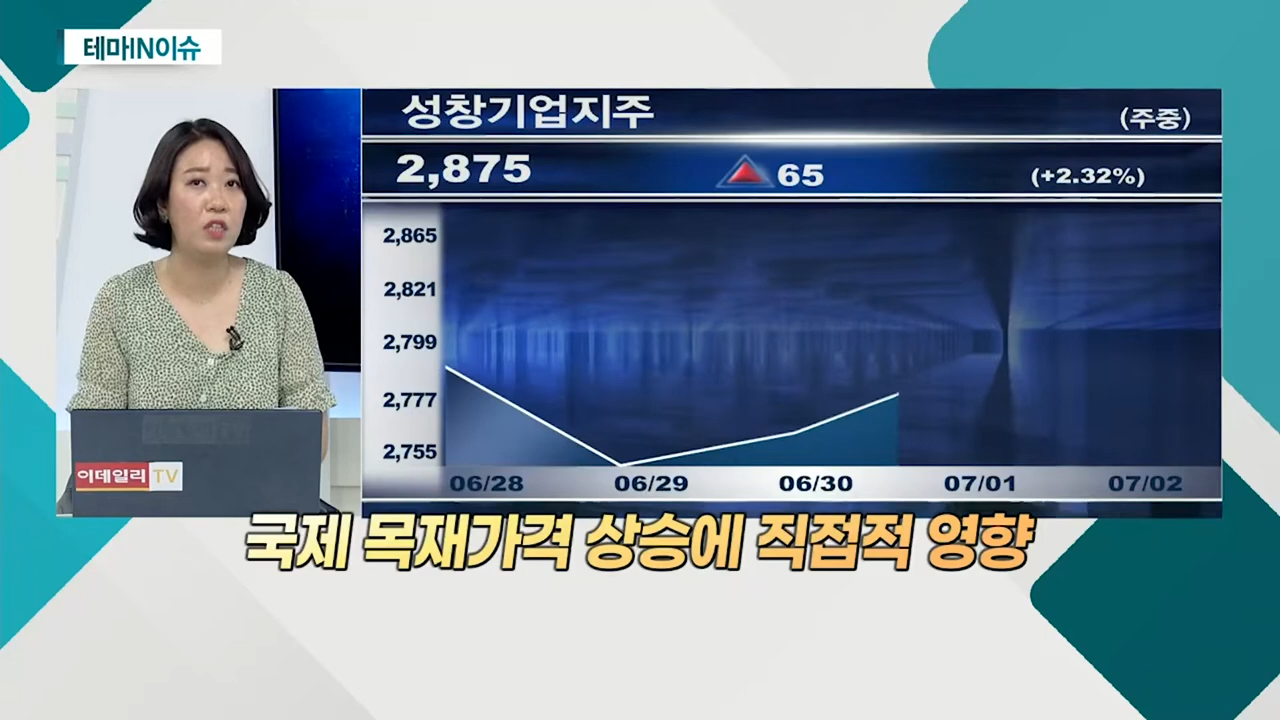 테마IN이슈
성창기업지주 (주중)
2,875 ▲ 65 (+2.32%)
2,865
2,821
2,799
2,777
2,755
06/28 06/29 06/30 07/01 07/02
이데일리 TV
국제 목재가격 상승에 직접적 영향